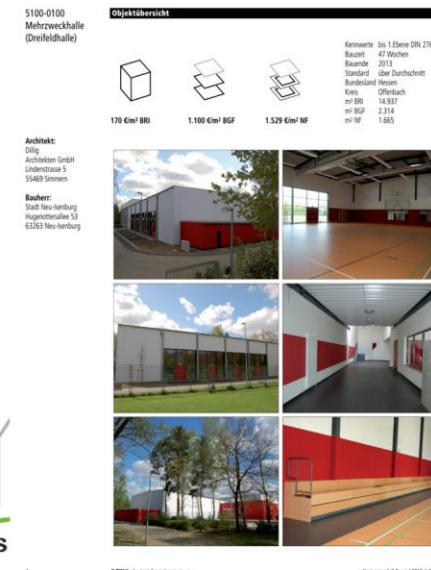 5100-0100
Mehrzweckhalle
(Dreifeldhalle)
Objektübersicht
170 €/m³ BRI
1.100 €/m² BGF
1.529 €/m² NF
Kennwerte bis 1.Ebene DIN 276
Bauzeit 47 Wochen
Bauende 2013
Standard über Durchschnitt
Bundesland Hessen
Kreis Offenbach
m³ BRI 14.937
m² BGF 2.314
m² NF 1.665
Architekt:
Dillig
Architekten GmbH
Lindenstrasse 5
55469 Simmern
Bauherr:
Stadt Neu-Isenburg
Hugenottenallee 53
63263 Neu-Isenburg
s